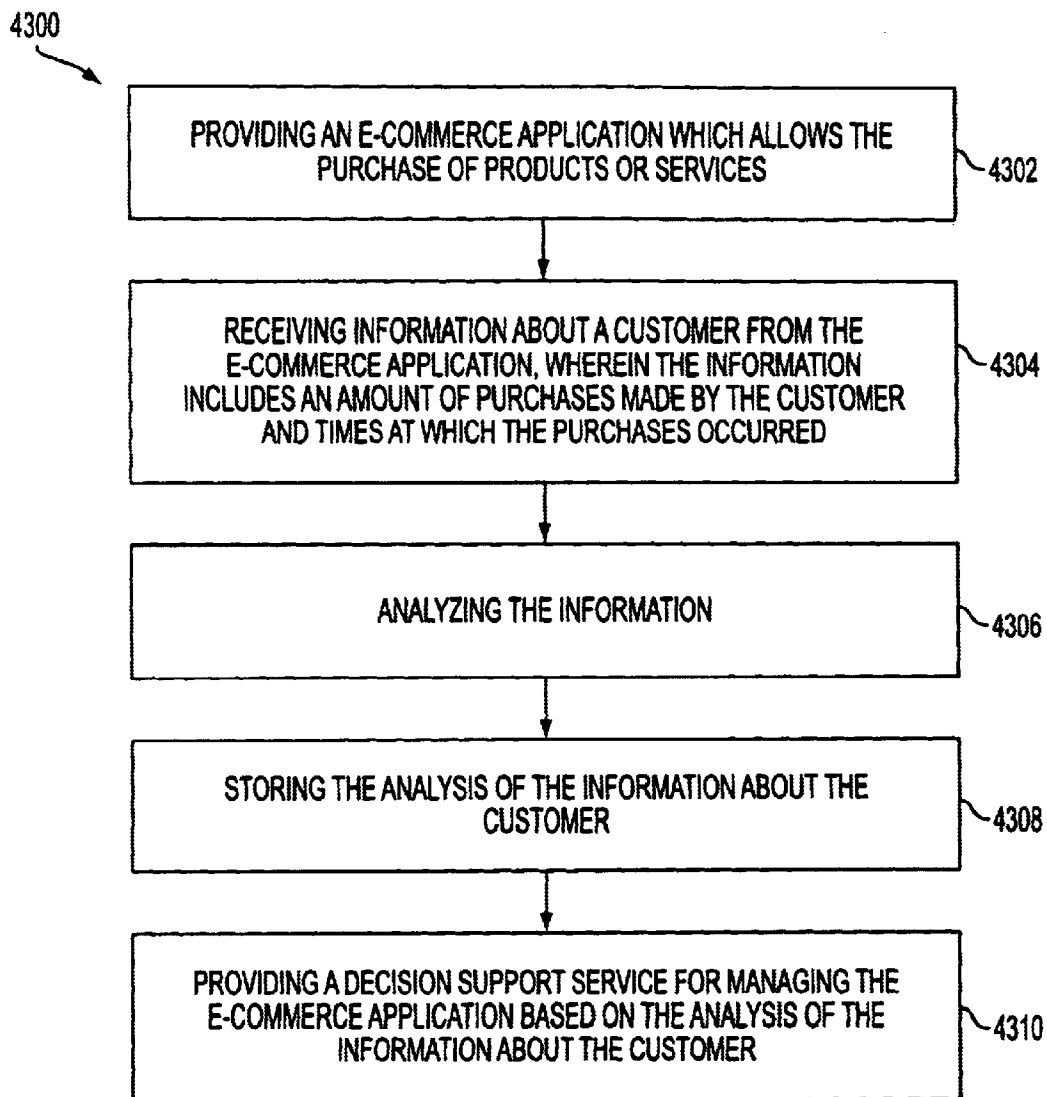 4300
PROVIDING AN E-COMMERCE APPLICATION WHICH ALLOWS THE
PURCHASE OF PRODUCTS OR SERVICES
4302
RECEIVING INFORMATION ABOUT A CUSTOMER FROM THE
E-COMMERCE APPLICATION, WHEREIN THE INFORMATION
INCLUDES AN AMOUNT OF PURCHASES MADE BY THE CUSTOMER
AND TIMES AT WHICH THE PURCHASES OCCURRED
4304
ANALYZING THE INFORMATION
4306
STORING THE ANALYSIS OF THE INFORMATION ABOUT THE
CUSTOMER
4308
PROVIDING A DECISION SUPPORT SERVICE FOR MANAGING THE
E-COMMERCE APPLICATION BASED ON THE ANALYSIS OF THE
INFORMATION ABOUT THE CUSTOMER
4310